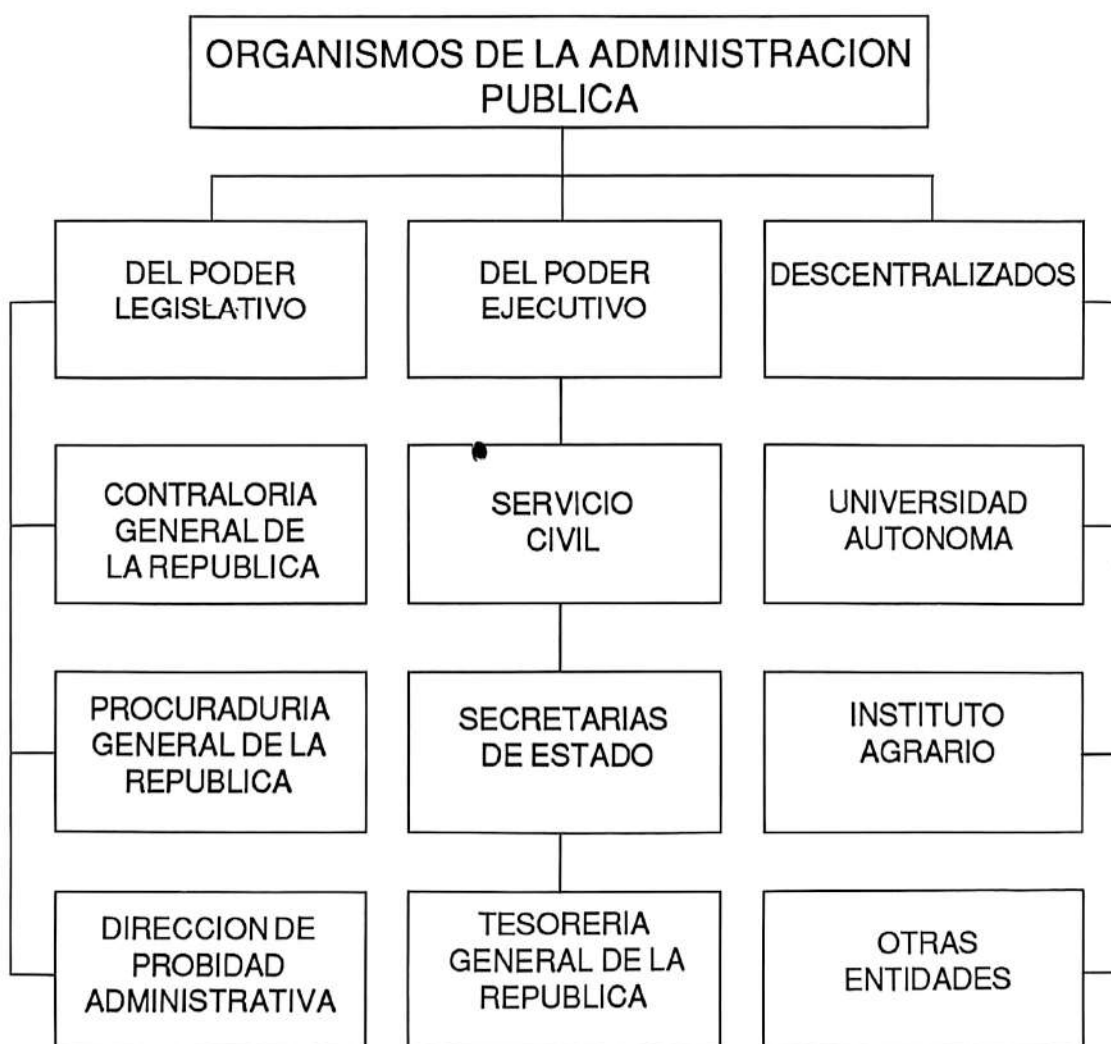 ORGANISMOS DE LA ADMINISTRACION
PUBLICA
DEL PODER
LEGISLATIVO
DEL PODER
EJECUTIVO
DESCENTRALIZADOS
CONTRALORIA
GENERAL DE
LA REPUBLICA
SERVICIO
CIVIL
UNIVERSIDAD
AUTONOMA
PROCURADURIA
GENERAL DE LA
REPUBLICA
SECRETARIAS
DE ESTADO
INSTITUTO
AGRARIO
DIRECCION DE
PROBIDAD
ADMINISTRATIVA
TESORERIA
GENERAL DE LA
REPUBLICA
OTRAS
ENTIDADES